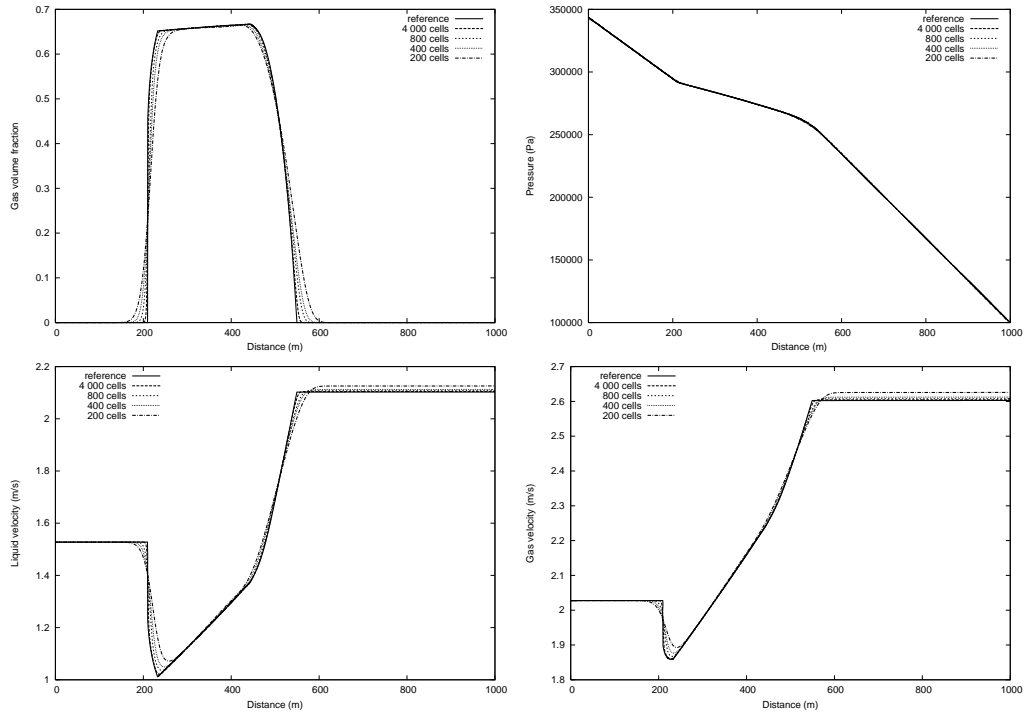 0.7
0.6
0.5
0.4
0.3
0.2
0.1
0
0 200 400 600 800 1000
Gas volume fraction
Distance (m)
reference
4 000 cells
800 cells
400 cells
200 cells
350000
300000
250000
200000
150000
100000
0 200 400 600 800 1000
Pressure (Pa)
Distance (m)
reference
4 000 cells
800 cells
400 cells
200 cells
2.2
2
1.8
1.6
1.4
1.2
1
0 200 400 600 800 1000
Liquid velocity (m/s)
Distance (m)
reference
4 000 cells
800 cells
400 cells
200 cells
2.7
2.6
2.5
2.4
2.3
2.2
2.1
2
1.9
1.8
0 200 400 600 800 1000
Gas velocity (m/s)
Distance (m)
reference
4 000 cells
800 cells
400 cells
200 cells